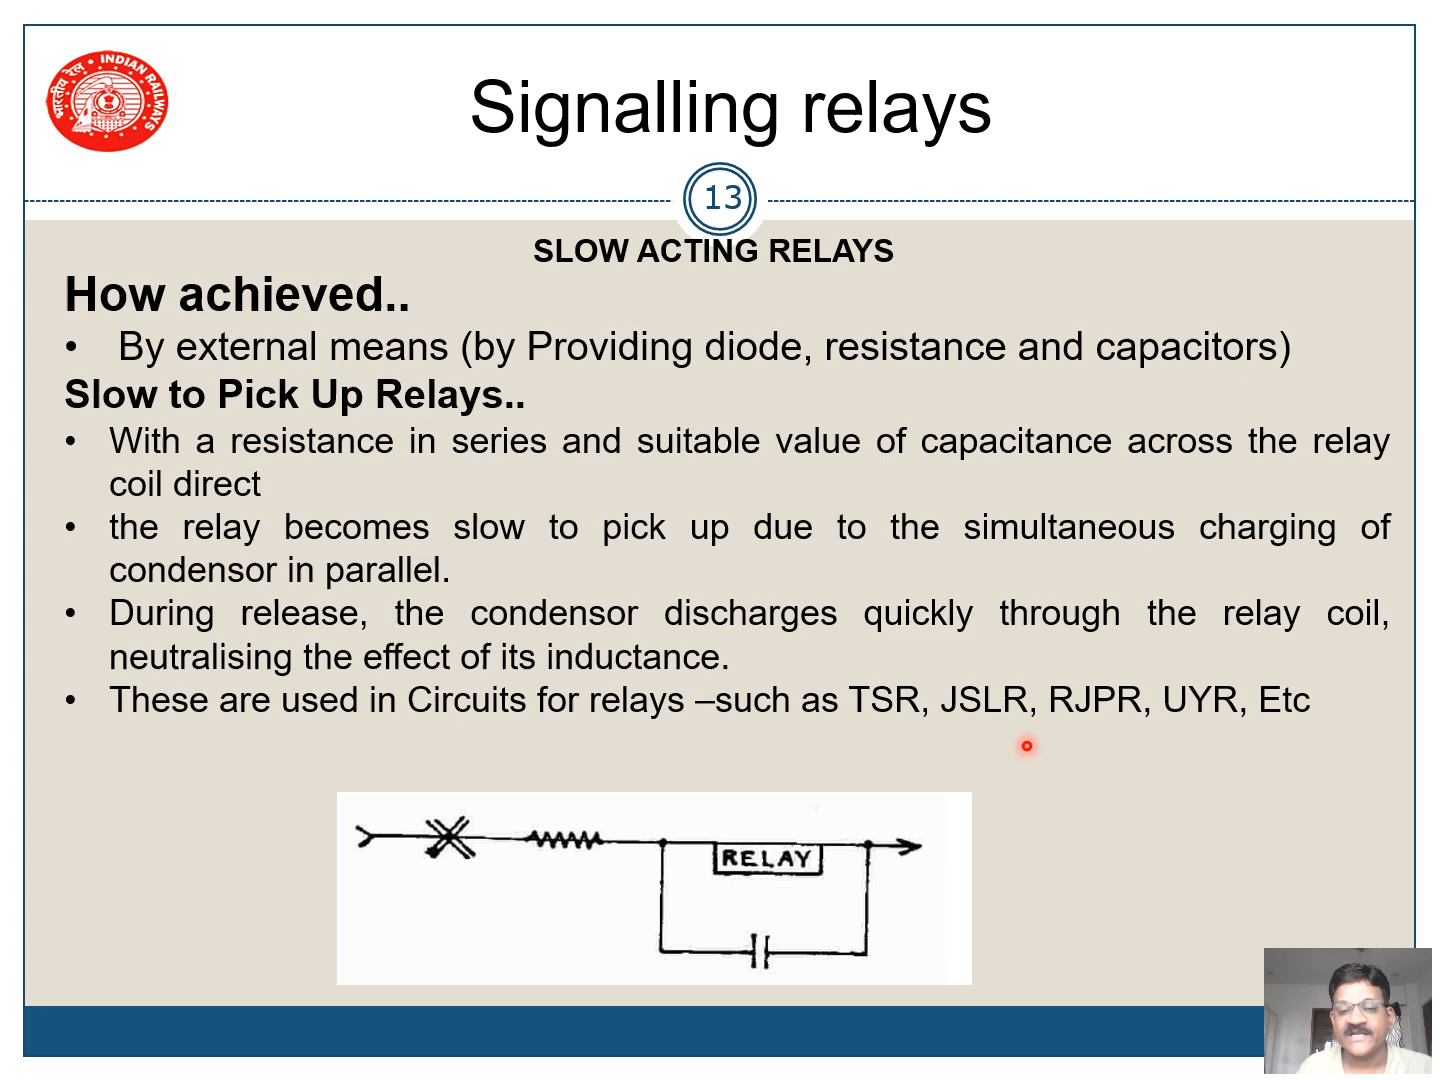 भारतीय रेल • INDIAN RAILWAYS
Signalling relays
13
SLOW ACTING RELAYS
How achieved..
• By external means (by Providing diode, resistance and capacitors)
Slow to Pick Up Relays..
• With a resistance in series and suitable value of capacitance across the relay
coil direct
• the relay becomes slow to pick up due to the simultaneous charging of
condensor in parallel.
• During release, the condensor discharges quickly through the relay coil,
neutralising the effect of its inductance.
• These are used in Circuits for relays –such as TSR, JSLR, RJPR, UYR, Etc
RELAY